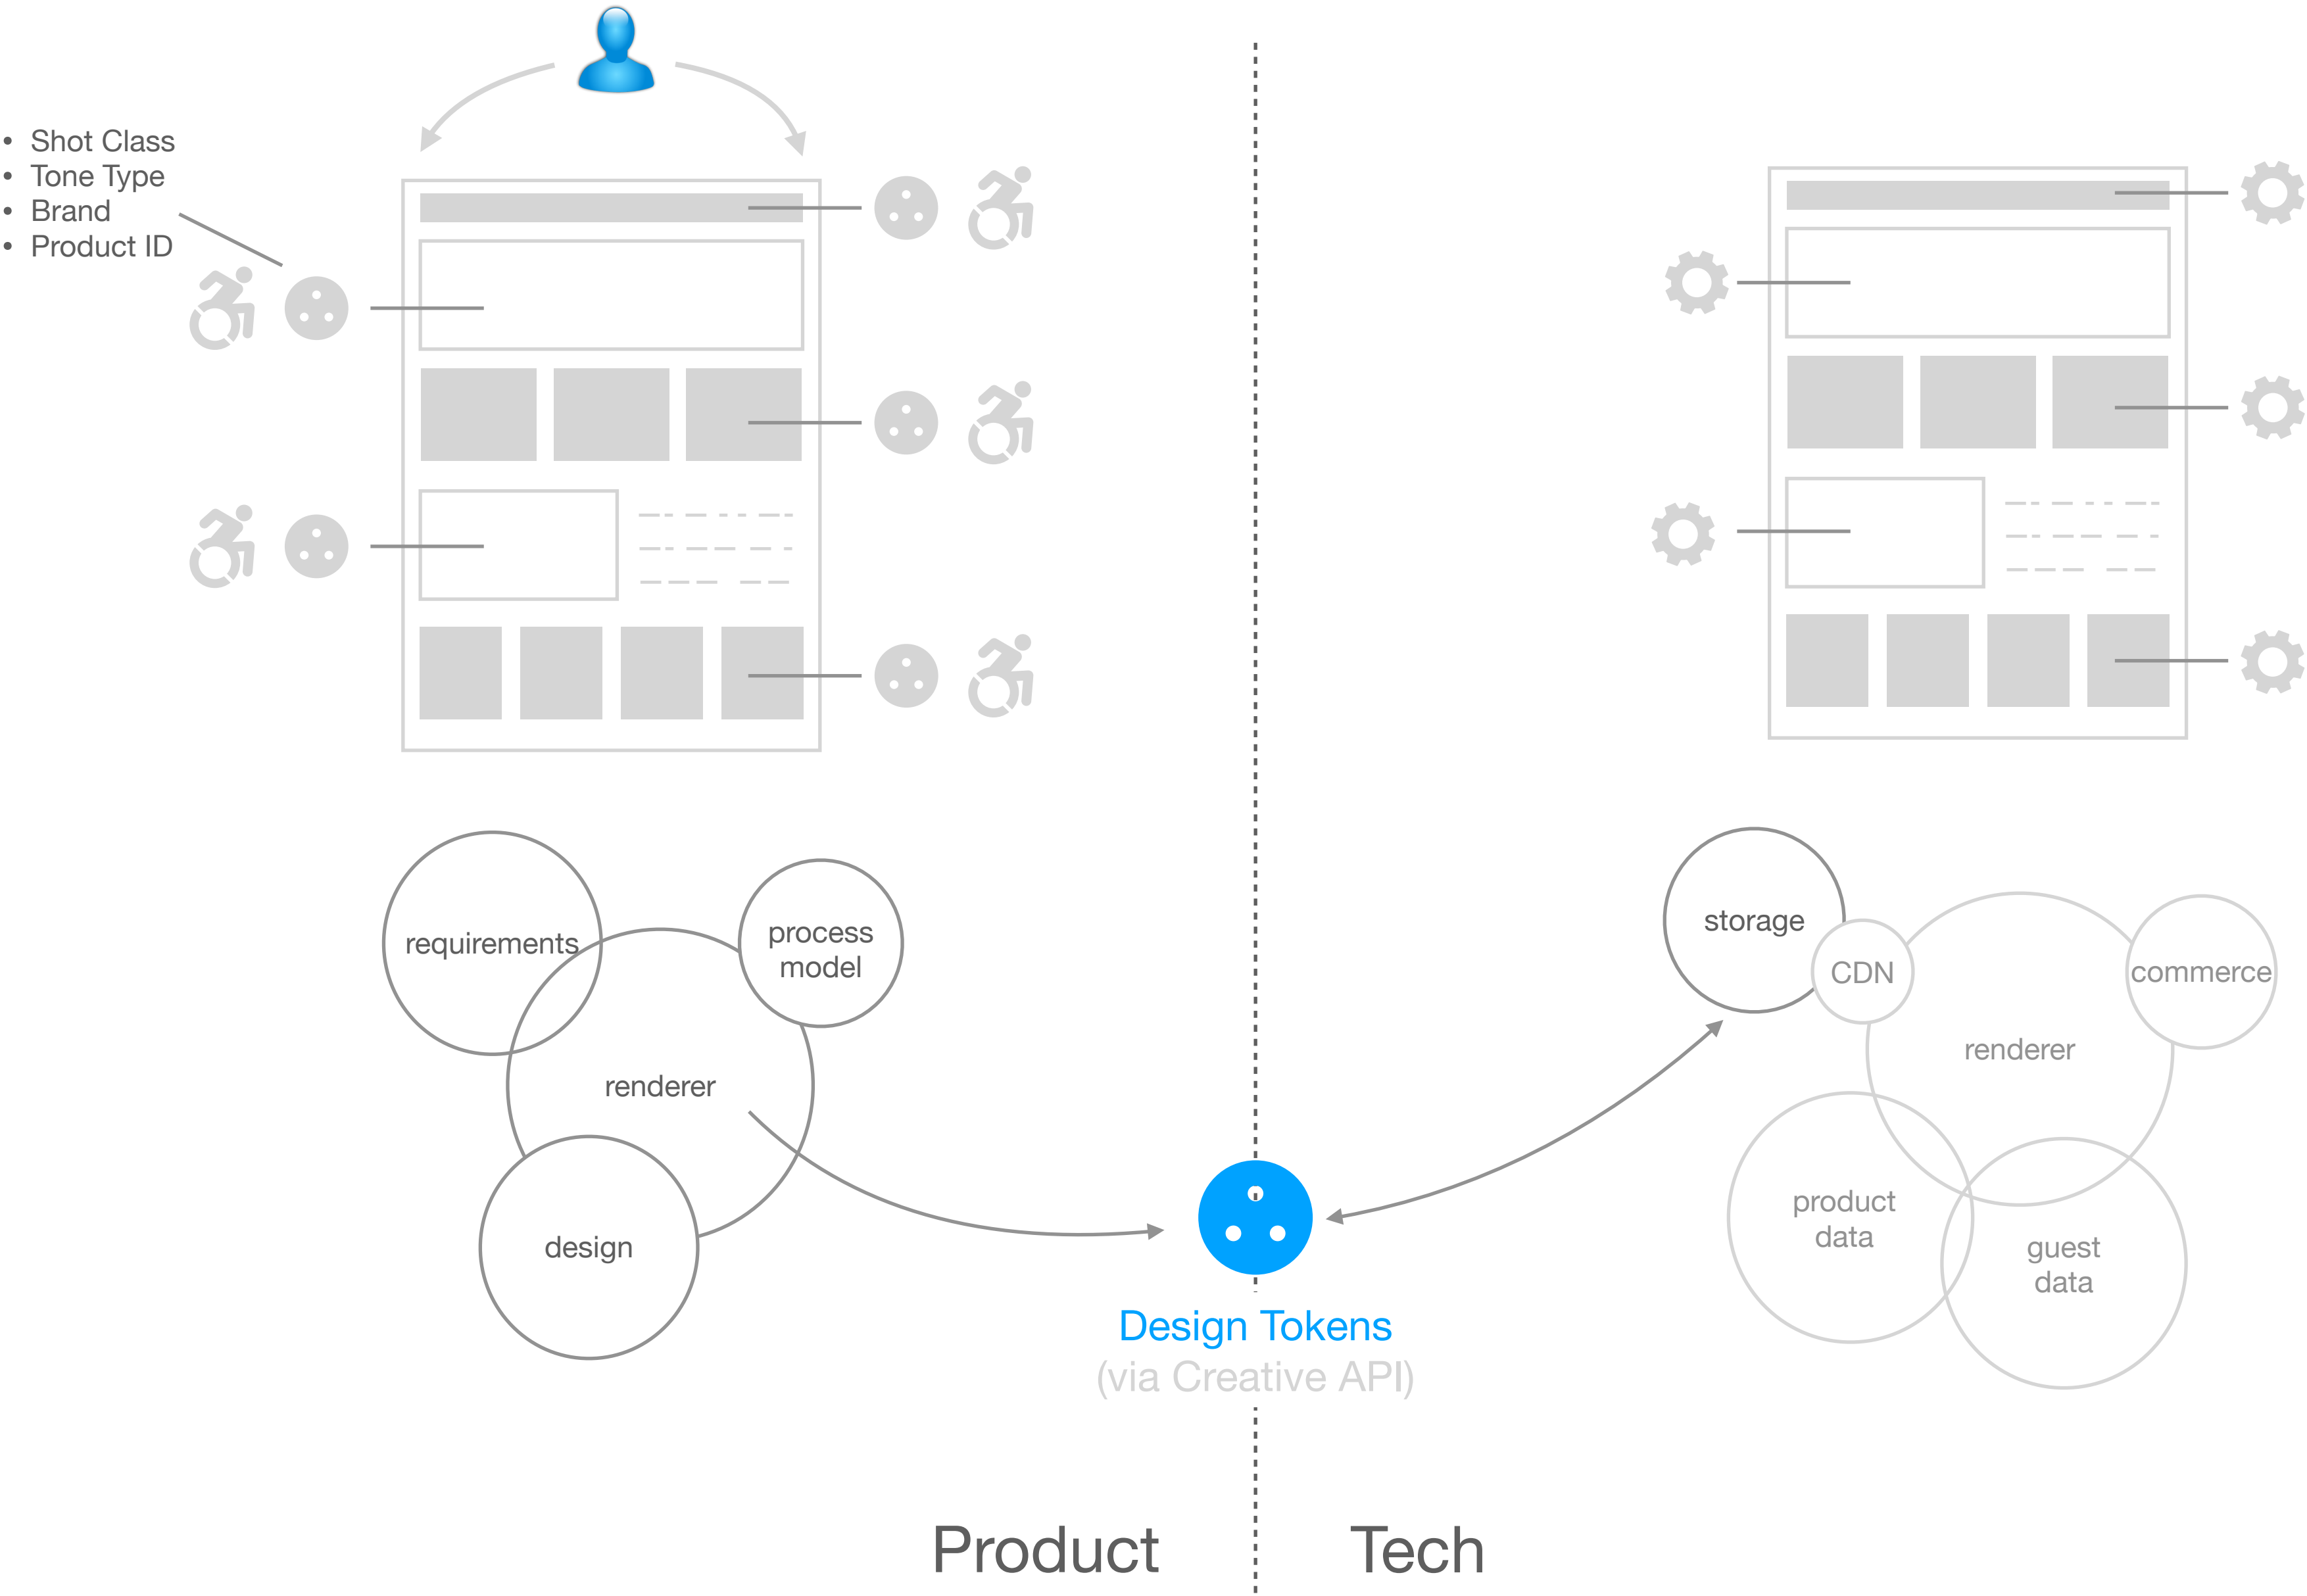 • Shot Class
• Tone Type
• Brand
• Product ID
requirements
process
model
renderer
design
storage
CDN
commerce
renderer
product
data
guest
data
Design Tokens
(via Creative API)
Product
Tech